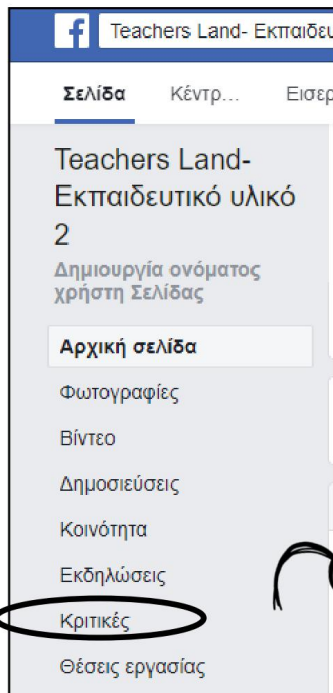 f Teachers Land- Εκπαιδευ
Σελίδα Κέντρ... Εισερ
Teachers Land-
Εκπαιδευτικό υλικό
2
Δημιουργία ονόματος
χρήστη Σελίδας
Αρχική σελίδα
Φωτογραφίες
Βίντεο
Δημοσιεύσεις
Κοινότητα
Εκδηλώσεις
Κριτικές
Θέσεις εργασίας